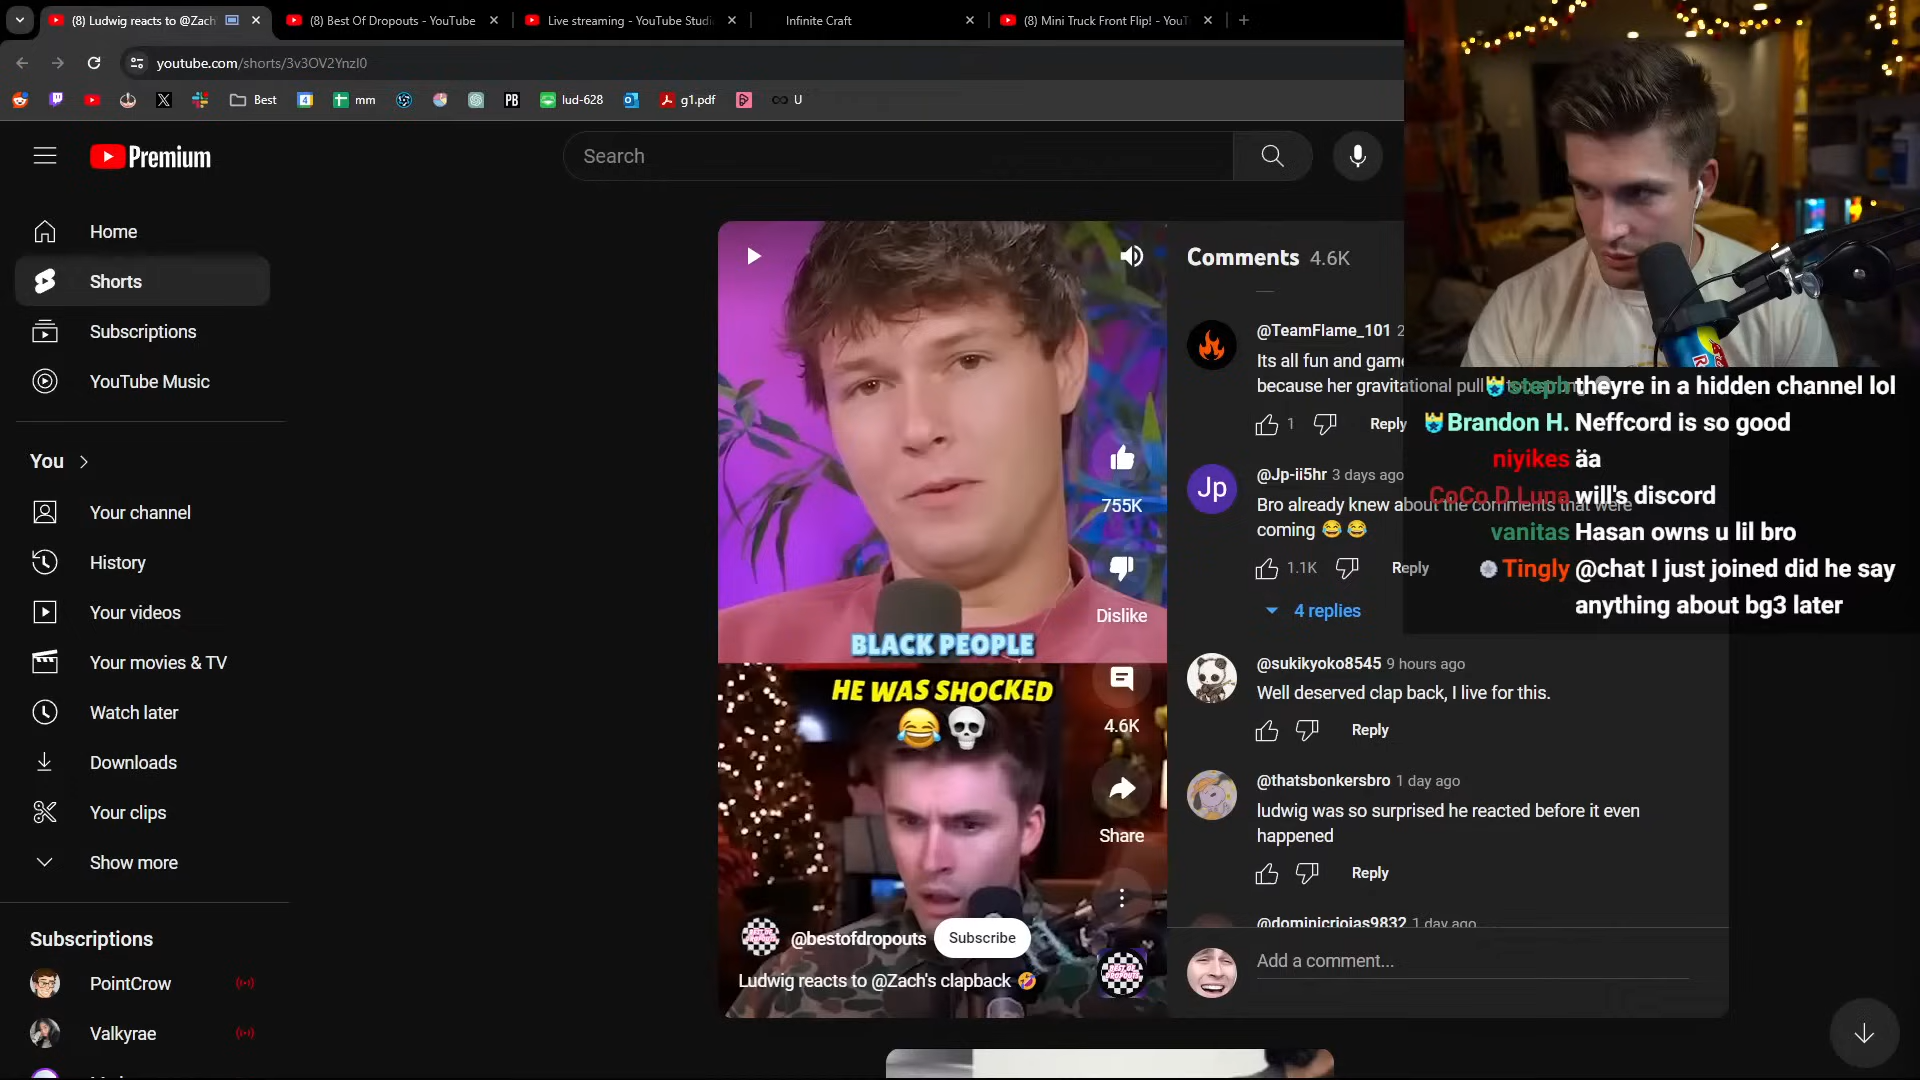 (8) Ludwig reacts to @Zach
(8) Best Of Dropouts - YouTube
Live streaming - YouTube Studi
Infinite Craft
(8) Mini Truck Front Flip! - YouT
youtube.com/shorts/3v3OV2YnzI0
Best
4
mm
PB
lud-628
g1.pdf
U
Premium
Search
Home
Shorts
Subscriptions
YouTube Music
You
Your channel
History
Your videos
Your movies & TV
Watch later
Downloads
Your clips
Show more
Subscriptions
PointCrow
Valkyrae
BLACK PEOPLE
HE WAS SHOCKED
😂💀
755K
Dislike
4.6K
Share
@bestofdropouts
Subscribe
Ludwig reacts to @Zach's clapback 🤣
Comments 4.6K
@TeamFlame_101 2
Its all fun and game
because her gravitational pull
1
Reply
Jp
@Jp-ii5hr 3 days ago
Bro already knew about the comments that were
coming 😂😂
1.1K
Reply
4 replies
@sukikyoko8545 9 hours ago
Well deserved clap back, I live for this.
Reply
@thatsbonkersbro 1 day ago
ludwig was so surprised he reacted before it even
happened
Reply
@dominicriojas9832 1 day ago
Add a comment...
steph theyre in a hidden channel lol
Brandon H. Neffcord is so good
niyikes äa
CoCo D Luna will's discord
vanitas Hasan owns u lil bro
Tingly @chat I just joined did he say
anything about bg3 later